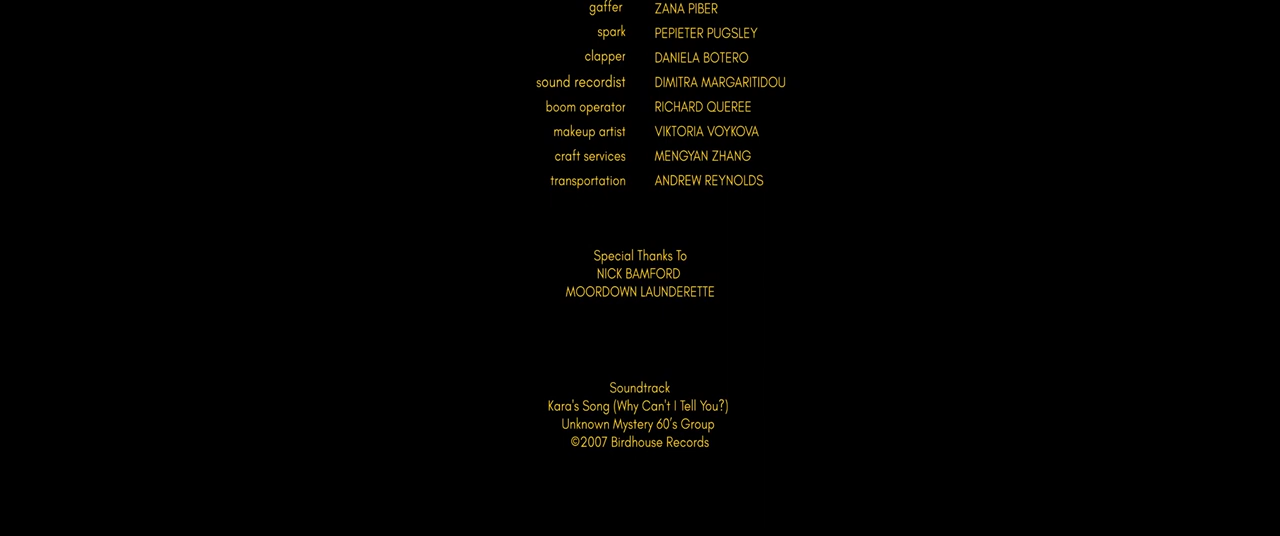 gaffer ZANA PIBER
spark PEPIETER PUGSLEY
clapper DANIELA BOTERO
sound recordist DIMITRA MARGARITIDOU
boom operator RICHARD QUEREE
makeup artist VIKTORIA VOYKOVA
craft services MENGYAN ZHANG
transportation ANDREW REYNOLDS
Special Thanks To
NICK BAMFORD
MOORDOWN LAUNDERETTE
Soundtrack
Kara's Song (Why Can't I Tell You?)
Unknown Mystery 60's Group
©2007 Birdhouse Records